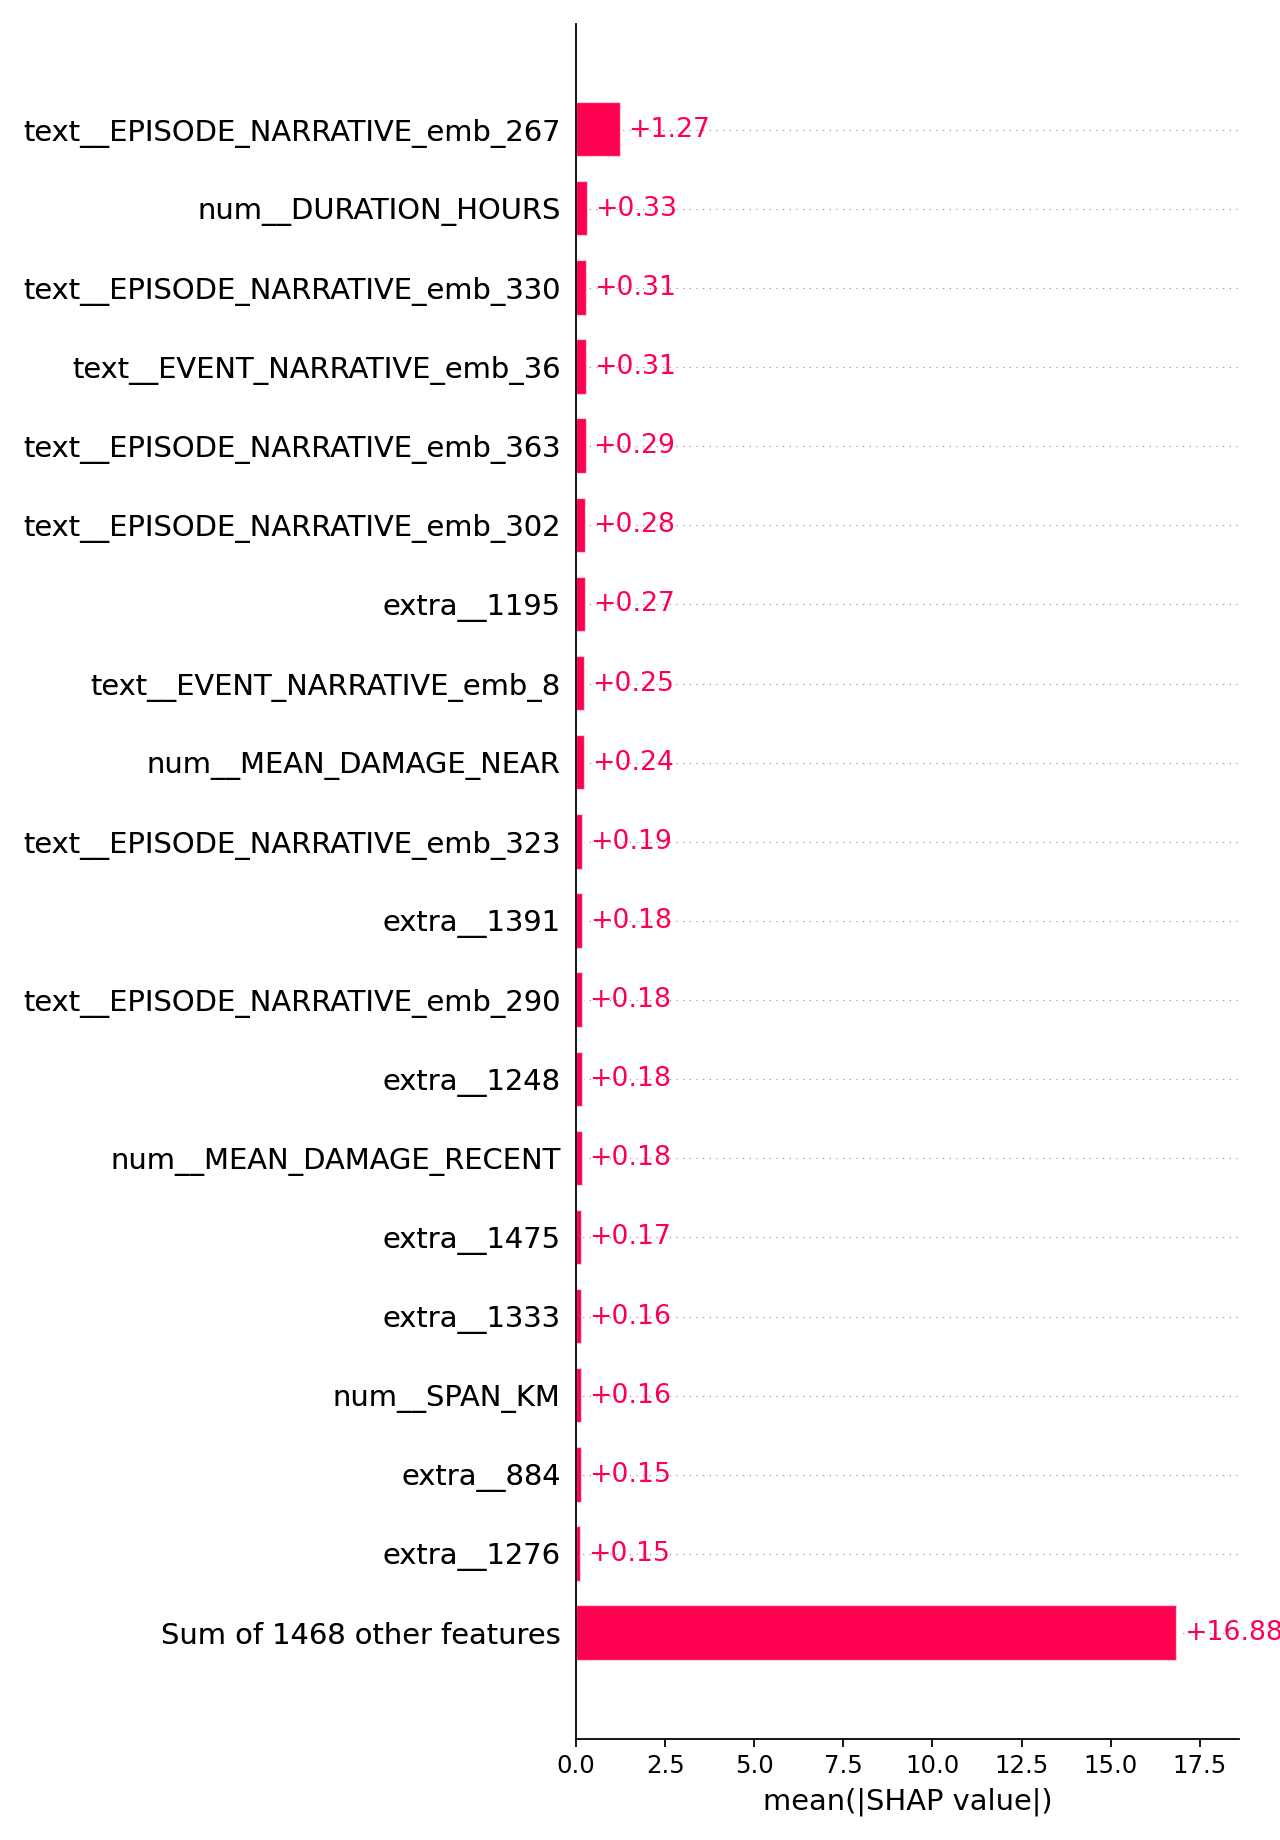 text__EPISODE_NARRATIVE_emb_267 +1.27
num__DURATION_HOURS +0.33
text__EPISODE_NARRATIVE_emb_330 +0.31
text__EVENT_NARRATIVE_emb_36 +0.31
text__EPISODE_NARRATIVE_emb_363 +0.29
text__EPISODE_NARRATIVE_emb_302 +0.28
extra__1195 +0.27
text__EVENT_NARRATIVE_emb_8 +0.25
num__MEAN_DAMAGE_NEAR +0.24
text__EPISODE_NARRATIVE_emb_323 +0.19
extra__1391 +0.18
text__EPISODE_NARRATIVE_emb_290 +0.18
extra__1248 +0.18
num__MEAN_DAMAGE_RECENT +0.18
extra__1475 +0.17
extra__1333 +0.16
num__SPAN_KM +0.16
extra__884 +0.15
extra__1276 +0.15
Sum of 1468 other features +16.88
0.0 2.5 5.0 7.5 10.0 12.5 15.0 17.5
mean(|SHAP value|)